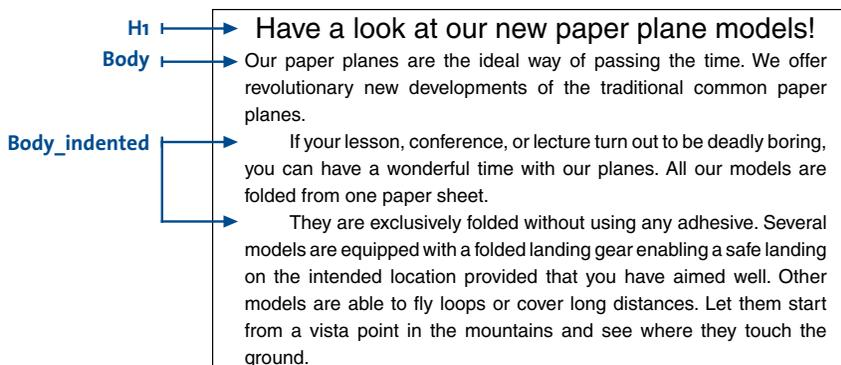 H1
Have a look at our new paper plane models!
Body
Our paper planes are the ideal way of passing the time. We offer
revolutionary new developments of the traditional common paper
planes.
Body_indented
If your lesson, conference, or lecture turn out to be deadly boring,
you can have a wonderful time with our planes. All our models are
folded from one paper sheet.
They are exclusively folded without using any adhesive. Several
models are equipped with a folded landing gear enabling a safe landing
on the intended location provided that you have aimed well. Other
models are able to fly loops or cover long distances. Let them start
from a vista point in the mountains and see where they touch the
ground.